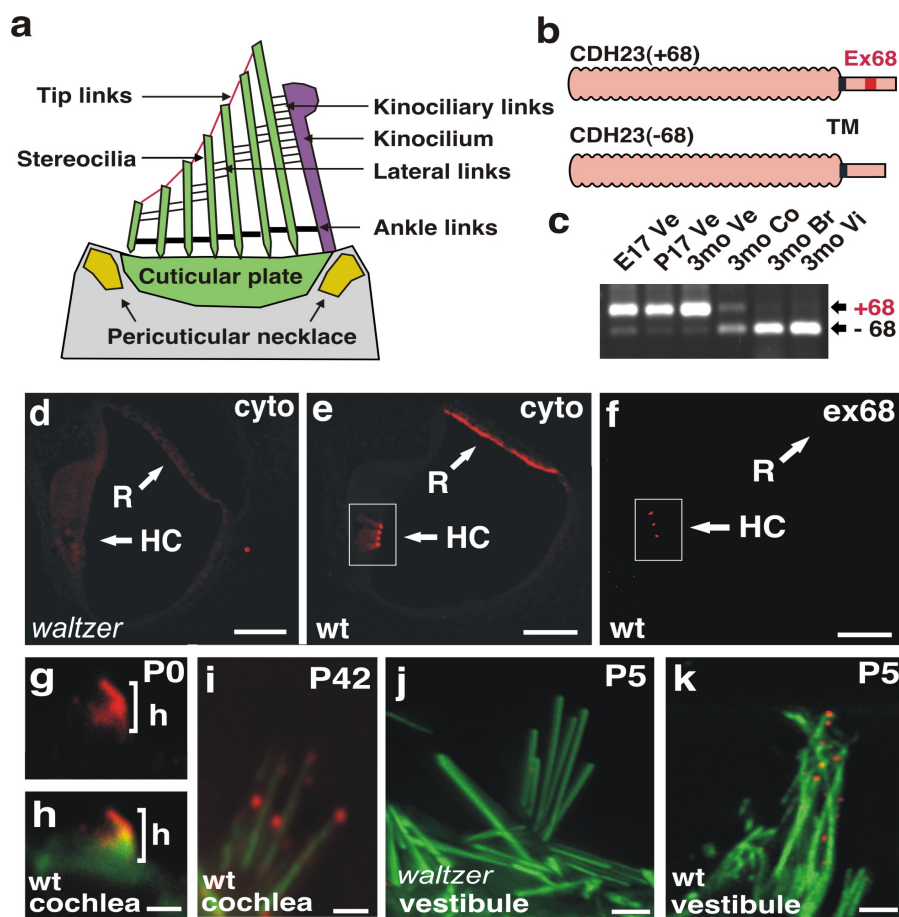 a
Tip links
Stereocilia
Kinociliary links
Kinocilium
Lateral links
Ankle links
Cuticular plate
Pericuticular necklace
b
CDH23(+68)
Ex68
TM
CDH23(-68)
c
E17 Ve
P17 Ve
3mo Ve
3mo Co
3mo Br
3mo Vi
+68
- 68
d
cyto
R
HC
waltzer
e
cyto
R
HC
wt
f
ex68
R
HC
wt
g
P0
h
h
h
wt
cochlea
i
P42
wt
cochlea
j
P5
waltzer
vestibule
k
P5
wt
vestibule